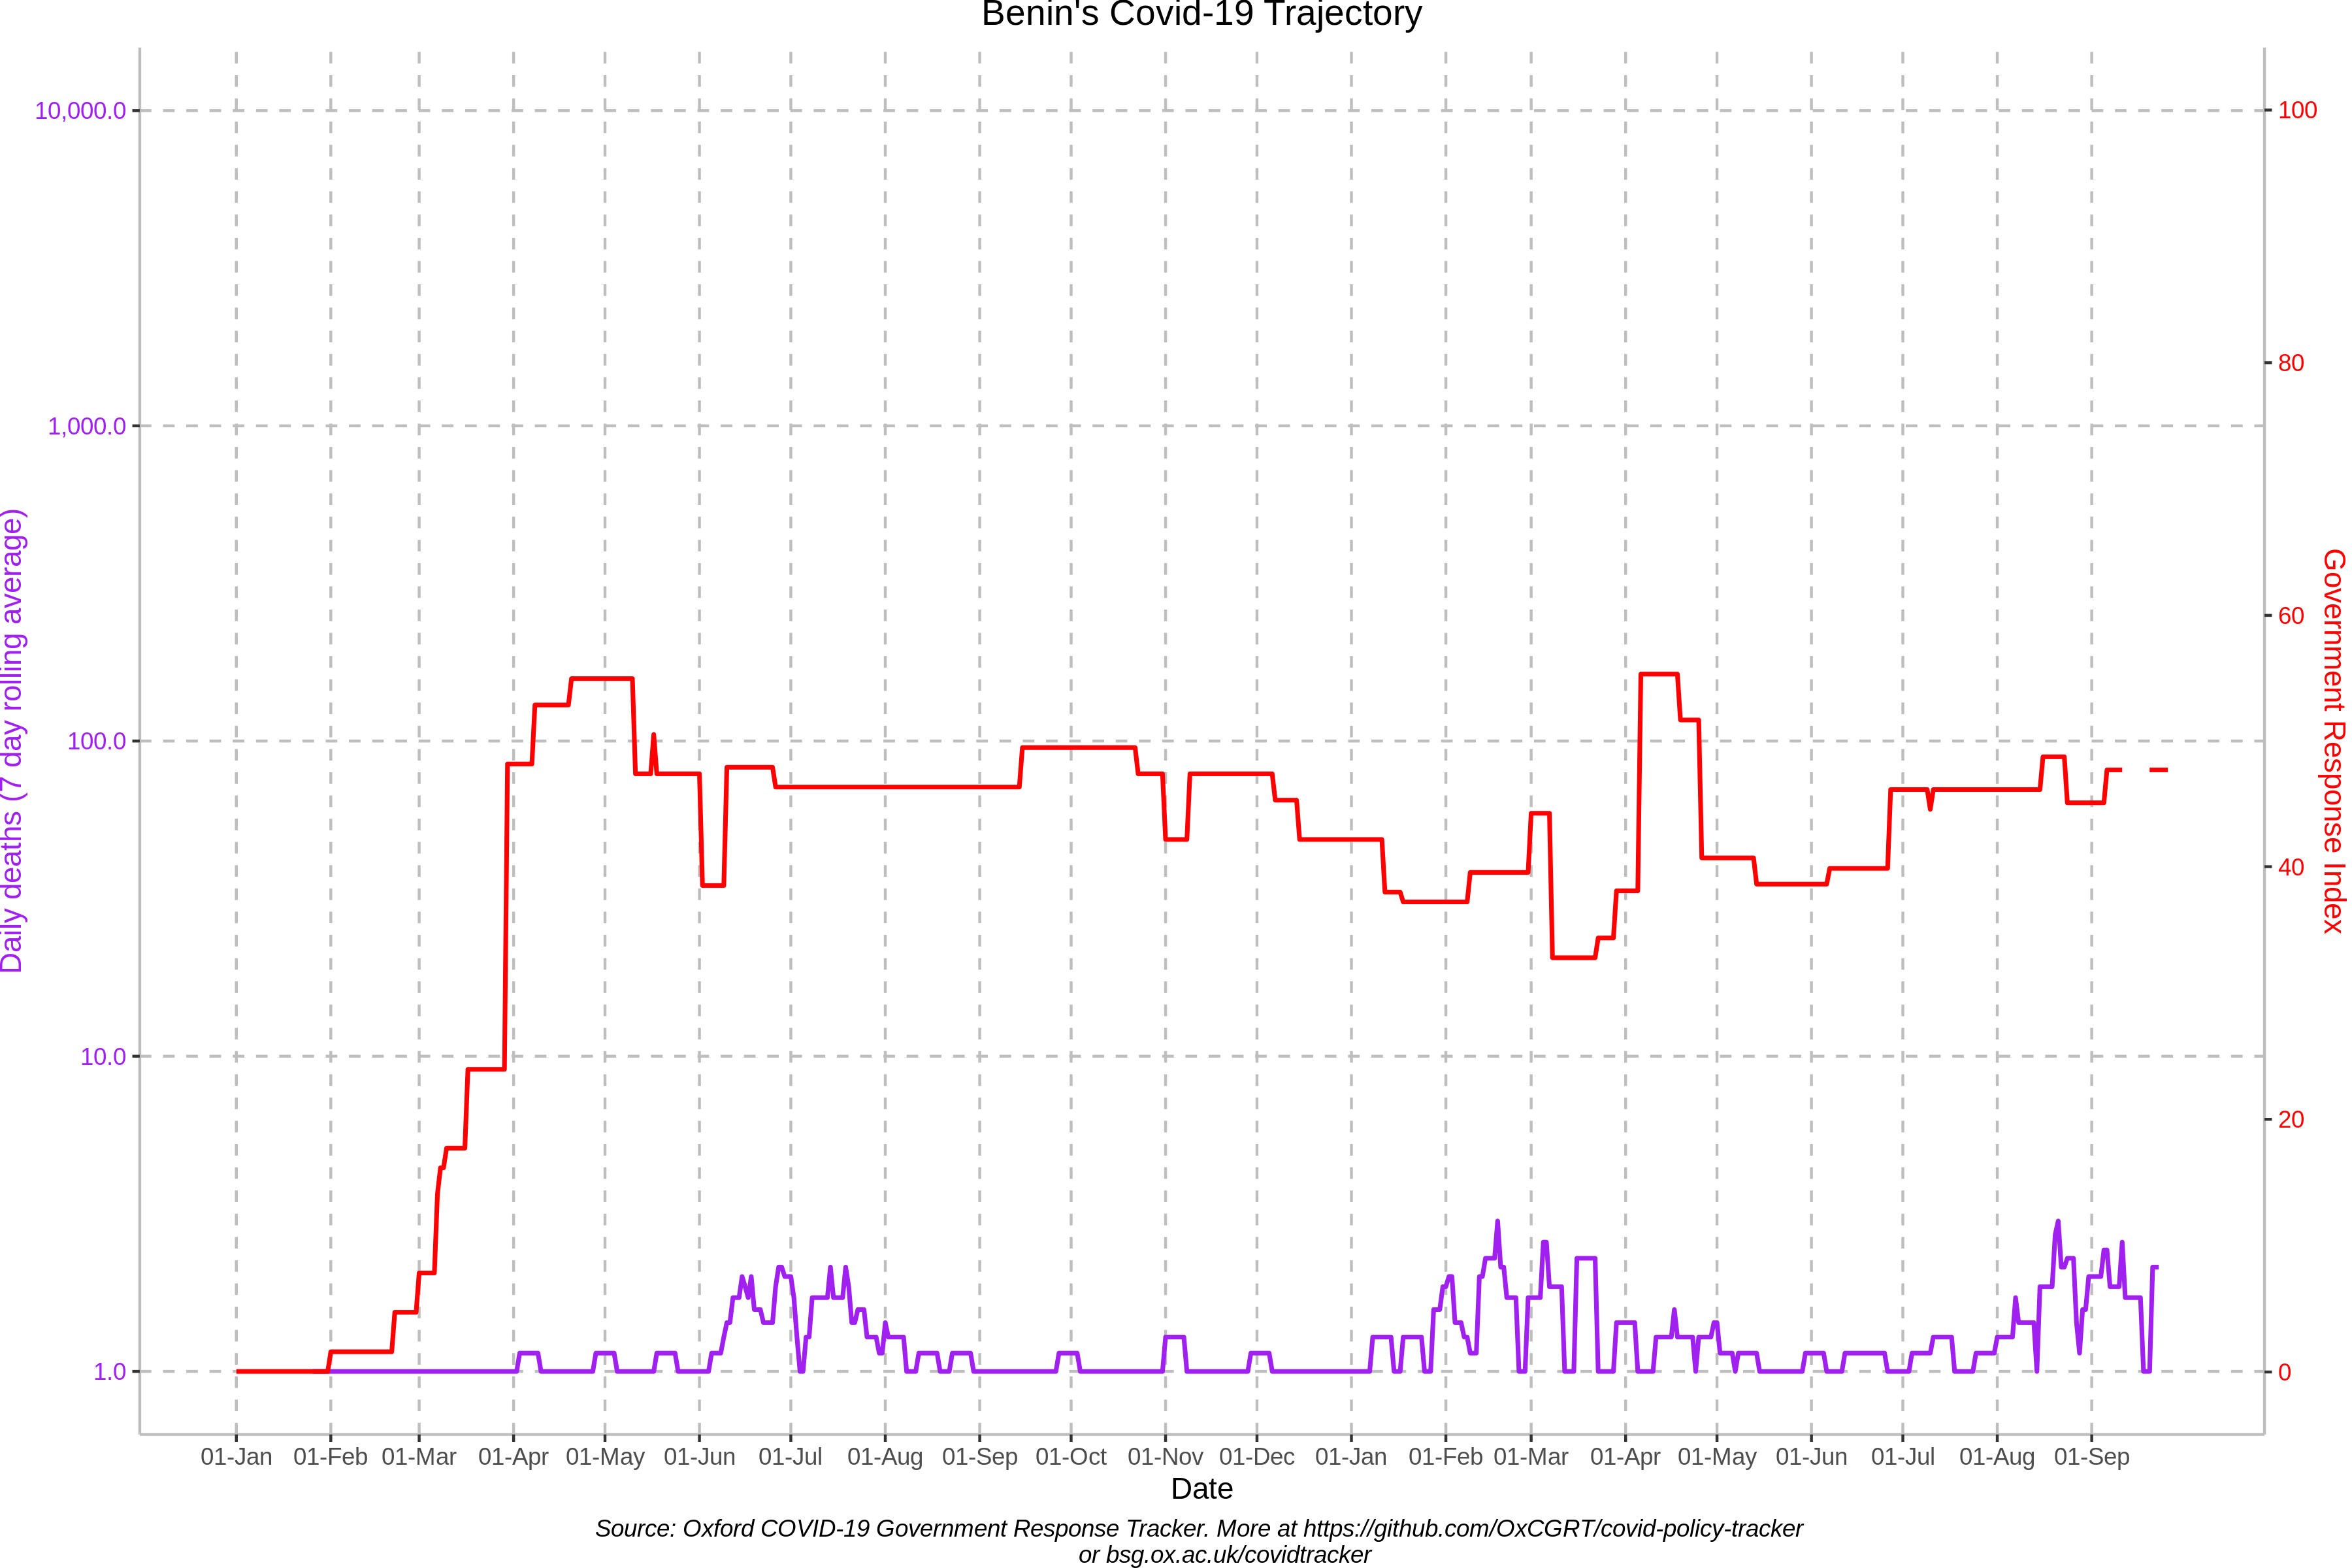 Benin's Covid-19 Trajectory
10,000.0
1,000.0
100.0
10.0
1.0
Daily deaths (7 day rolling average)
100
80
60
40
20
0
Government Response Index
01-Jan 01-Feb 01-Mar 01-Apr 01-May 01-Jun 01-Jul 01-Aug 01-Sep 01-Oct 01-Nov 01-Dec 01-Jan 01-Feb 01-Mar 01-Apr 01-May 01-Jun 01-Jul 01-Aug 01-Sep
Date
Source: Oxford COVID-19 Government Response Tracker. More at https://github.com/OxCGRT/covid-policy-tracker
or bsg.ox.ac.uk/covidtracker